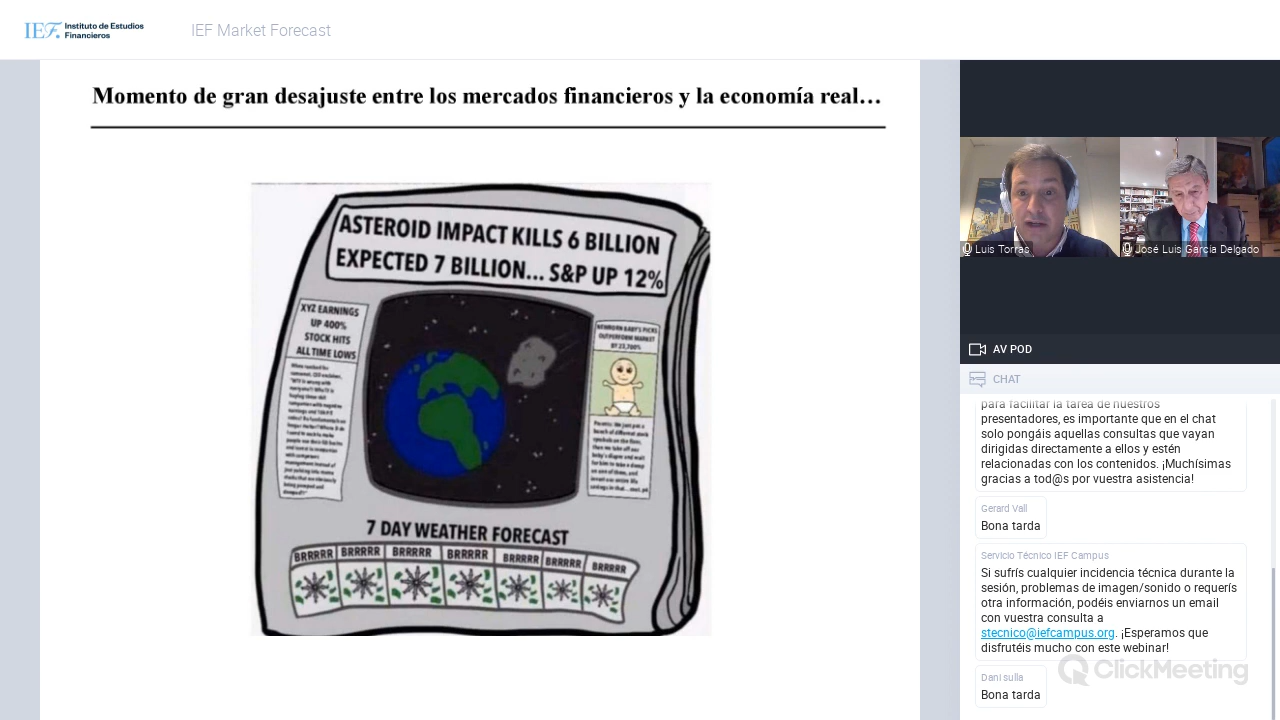 IEF. Instituto de Estudios
Financieros
IEF Market Forecast
Momento de gran desajuste entre los mercados financieros y la economía real...
ASTEROID IMPACT KILLS 6 BILLION
EXPECTED 7 BILLION... S&P UP 12%
XYZ EARNINGS
UP 400%
STOCK HITS
ALL TIME LOWS
NEWBORN BABY'S PICKS
OUTPERFORM MARKET
BY 23,700%
7 DAY WEATHER FORECAST
BRRRRR BRRRRR BRRRRR BRRRRR BRRRRR BRRRRR BRRRRR
Luis Torras
José Luis García Delgado
AV POD
CHAT
para facilitar la tarea de nuestros
presentadores, es importante que en el chat
solo pongáis aquellas consultas que vayan
dirigidas directamente a ellos y estén
relacionadas con los contenidos. ¡Muchísimas
gracias a tod@s por vuestra asistencia!
Gerard Vall
Bona tarda
Servicio Técnico IEF Campus
Si sufrís cualquier incidencia técnica durante la
sesión, problemas de imagen/sonido o requerís
otra información, podéis enviarnos un email
con vuestra consulta a
stecnico@iefcampus.org. ¡Esperamos que
disfrutéis mucho con este webinar!
ClickMeeting
Dani sulla
Bona tarda